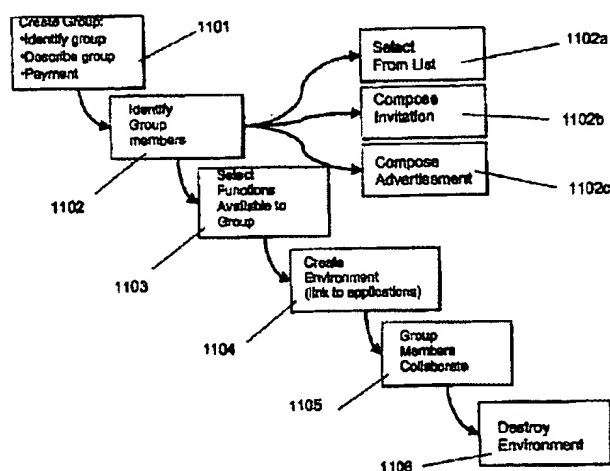 Create Group:
•Identify group
•Describe group
•Payment
1101
Identify
Group
members
1102
Select
From List
1102a
Compose
Invitation
1102b
Compose
Advertisement
1102c
Select
Functions
Available to
Group
1103
Create
Environment
(link to applications)
1104
Group
Members
Collaborate
1105
Destroy
Environment
1106